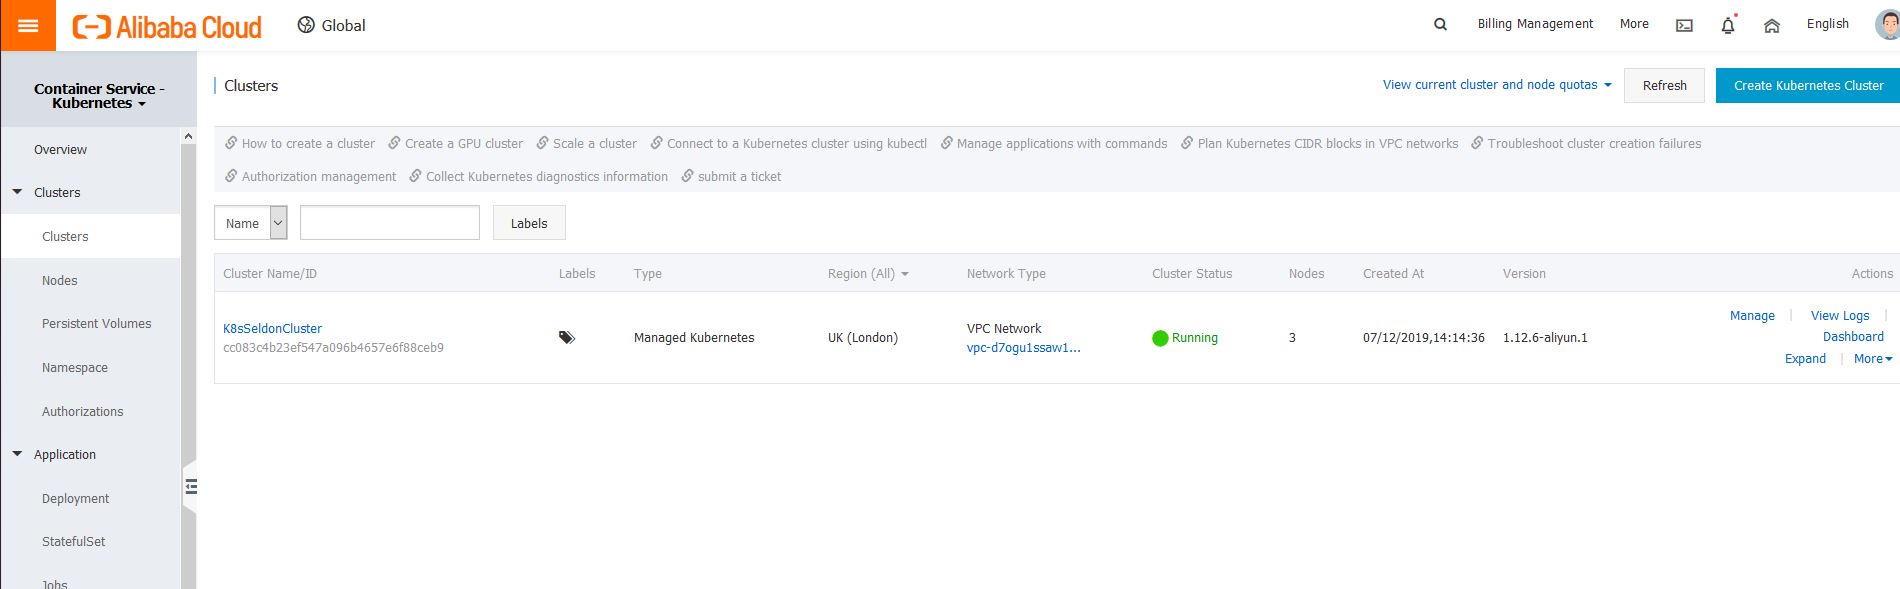 Alibaba Cloud Global Billing Management More English
Container Service -
Kubernetes
Overview
Clusters
Clusters
Nodes
Persistent Volumes
Namespace
Authorizations
Application
Deployment
StatefulSet
Jobs
Clusters View current cluster and node quotas Refresh Create Kubernetes Cluster
How to create a cluster Create a GPU cluster Scale a cluster Connect to a Kubernetes cluster using kubectl Manage applications with commands Plan Kubernetes CIDR blocks in VPC networks Troubleshoot cluster creation failures
Authorization management Collect Kubernetes diagnostics information submit a ticket
Name Labels
Cluster Name/ID Labels Type Region (All) Network Type Cluster Status Nodes Created At Version Actions
K8sSeldonCluster
cc083c4b23ef547a096b4657e6f88ceb9
Managed Kubernetes
UK (London)
VPC Network
vpc-d7ogu1ssaw1...
Running
3
07/12/2019,14:14:36
1.12.6-aliyun.1
Manage | View Logs |
Dashboard
Expand | More